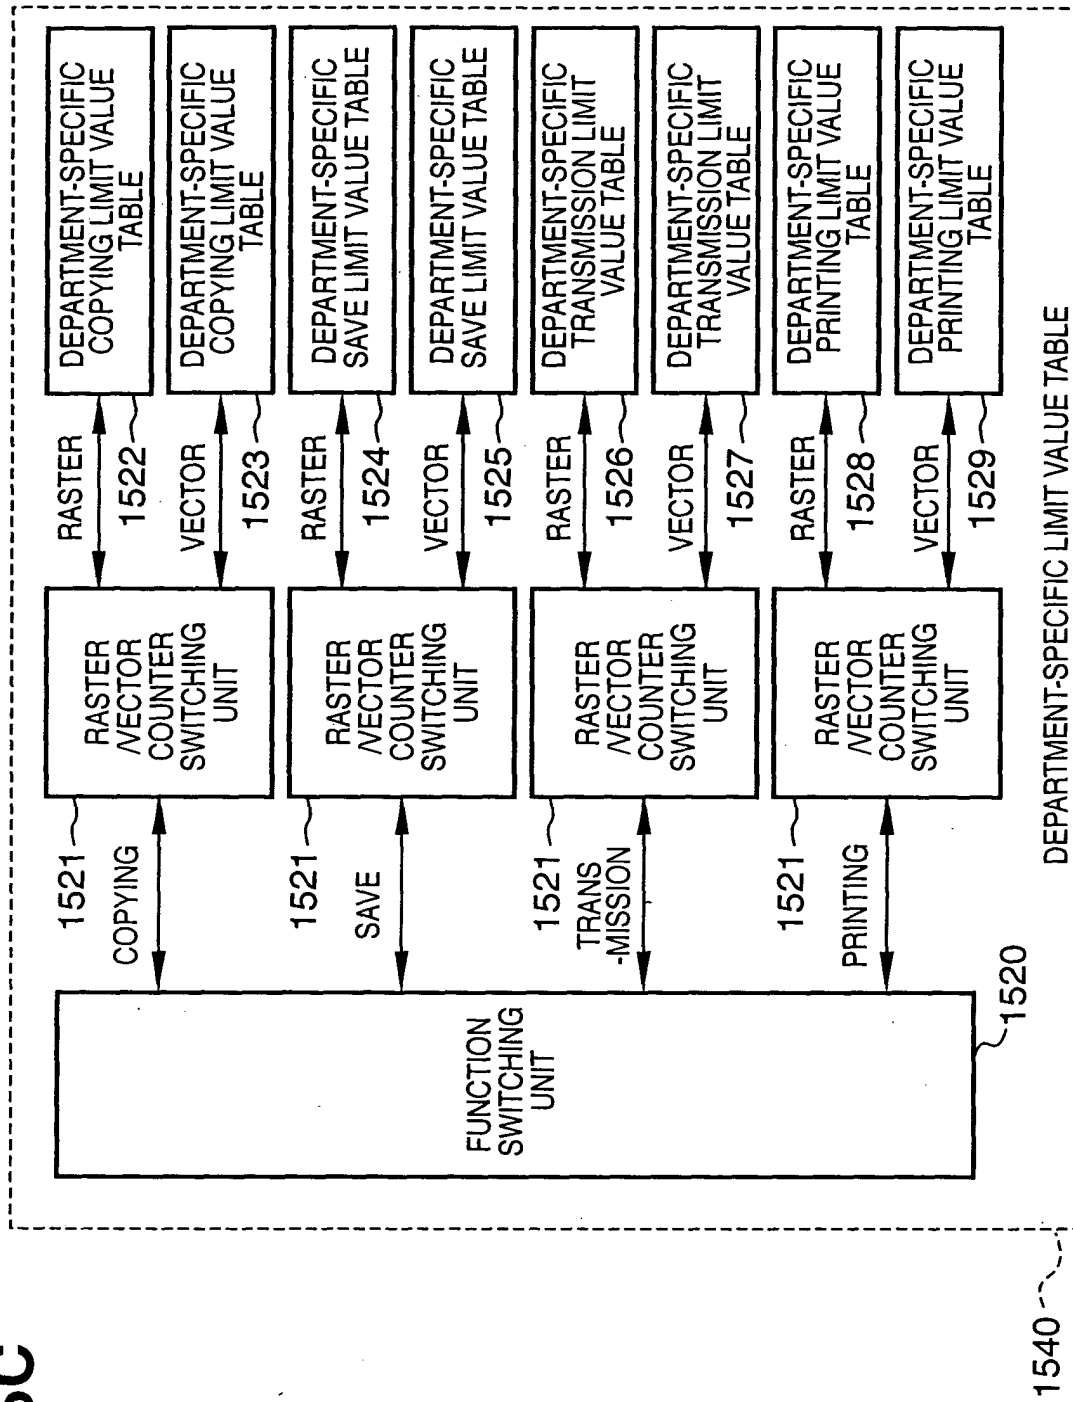 5C
1540
DEPARTMENT-SPECIFIC LIMIT VALUE TABLE
FUNCTION
SWITCHING
UNIT
1520
COPYING
1521
RASTER
/VECTOR
COUNTER
SWITCHING
UNIT
RASTER
1522
DEPARTMENT-SPECIFIC
COPYING LIMIT VALUE
TABLE
VECTOR
1523
DEPARTMENT-SPECIFIC
COPYING LIMIT VALUE
TABLE
SAVE
1521
RASTER
/VECTOR
COUNTER
SWITCHING
UNIT
RASTER
1524
DEPARTMENT-SPECIFIC
SAVE LIMIT VALUE TABLE
VECTOR
1525
DEPARTMENT-SPECIFIC
SAVE LIMIT VALUE TABLE
TRANS
-MISSION
1521
RASTER
/VECTOR
COUNTER
SWITCHING
UNIT
RASTER
1526
DEPARTMENT-SPECIFIC
TRANSMISSION LIMIT
VALUE TABLE
VECTOR
1527
DEPARTMENT-SPECIFIC
TRANSMISSION LIMIT
VALUE TABLE
PRINTING
1521
RASTER
/VECTOR
COUNTER
SWITCHING
UNIT
RASTER
1528
DEPARTMENT-SPECIFIC
PRINTING LIMIT VALUE
TABLE
VECTOR
1529
DEPARTMENT-SPECIFIC
PRINTING LIMIT VALUE
TABLE